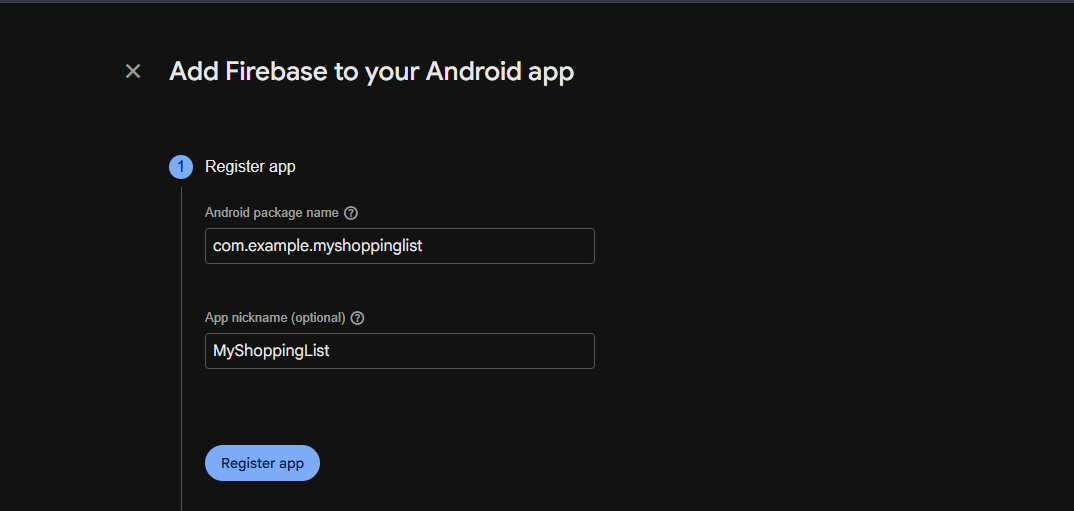 Add Firebase to your Android app
1 Register app
Android package name
com.example.myshoppinglist
App nickname (optional)
MyShoppingList
Register app